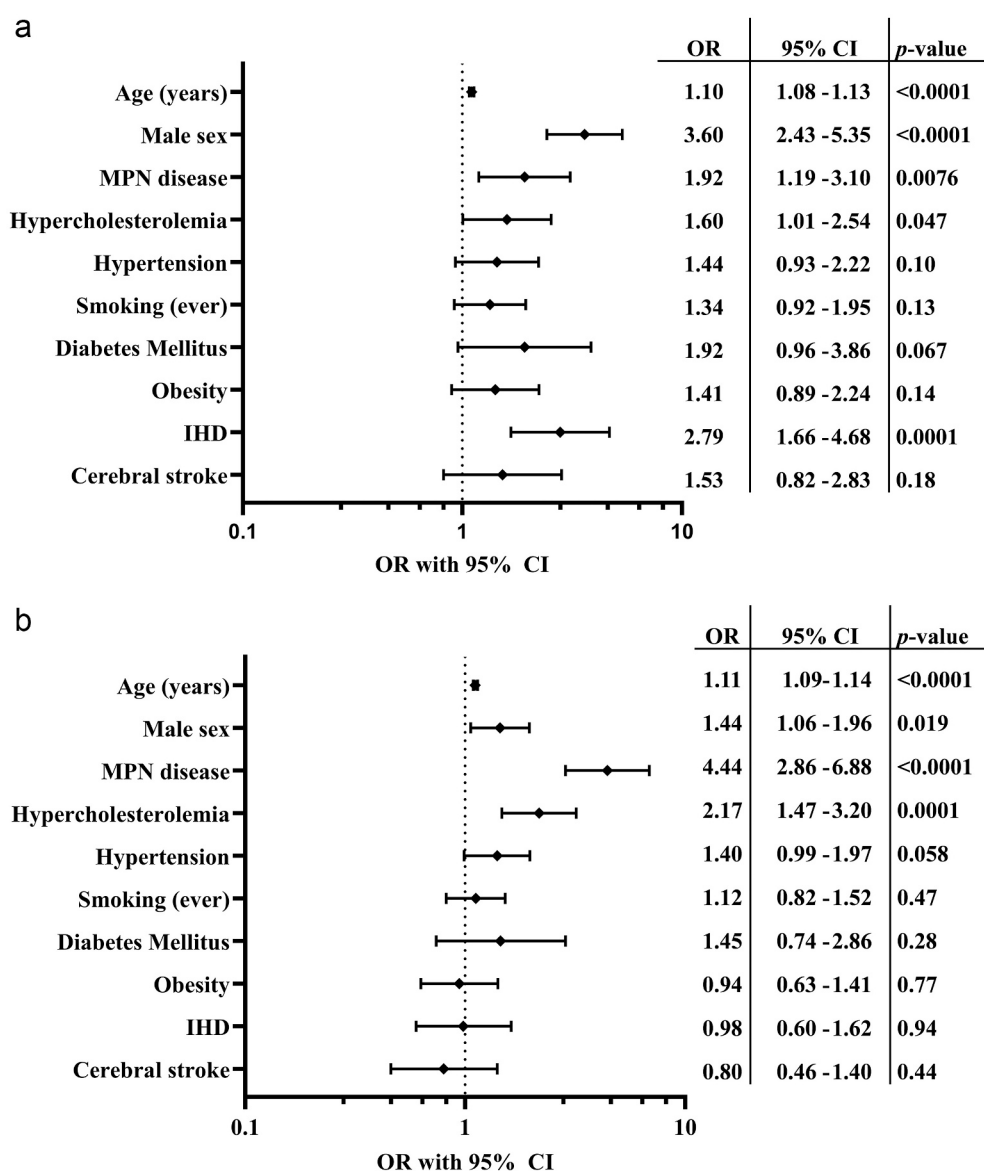 a
OR 95% CI p-value
Age (years) 1.10 1.08 -1.13 <0.0001
Male sex 3.60 2.43 -5.35 <0.0001
MPN disease 1.92 1.19 -3.10 0.0076
Hypercholesterolemia 1.60 1.01 -2.54 0.047
Hypertension 1.44 0.93 -2.22 0.10
Smoking (ever) 1.34 0.92 -1.95 0.13
Diabetes Mellitus 1.92 0.96 -3.86 0.067
Obesity 1.41 0.89 -2.24 0.14
IHD 2.79 1.66 -4.68 0.0001
Cerebral stroke 1.53 0.82 -2.83 0.18
0.1 1 10
OR with 95% CI
b
OR 95% CI p-value
Age (years) 1.11 1.09-1.14 <0.0001
Male sex 1.44 1.06 -1.96 0.019
MPN disease 4.44 2.86 -6.88 <0.0001
Hypercholesterolemia 2.17 1.47 -3.20 0.0001
Hypertension 1.40 0.99 -1.97 0.058
Smoking (ever) 1.12 0.82 -1.52 0.47
Diabetes Mellitus 1.45 0.74 -2.86 0.28
Obesity 0.94 0.63 -1.41 0.77
IHD 0.98 0.60 -1.62 0.94
Cerebral stroke 0.80 0.46 -1.40 0.44
0.1 1 10
OR with 95% CI